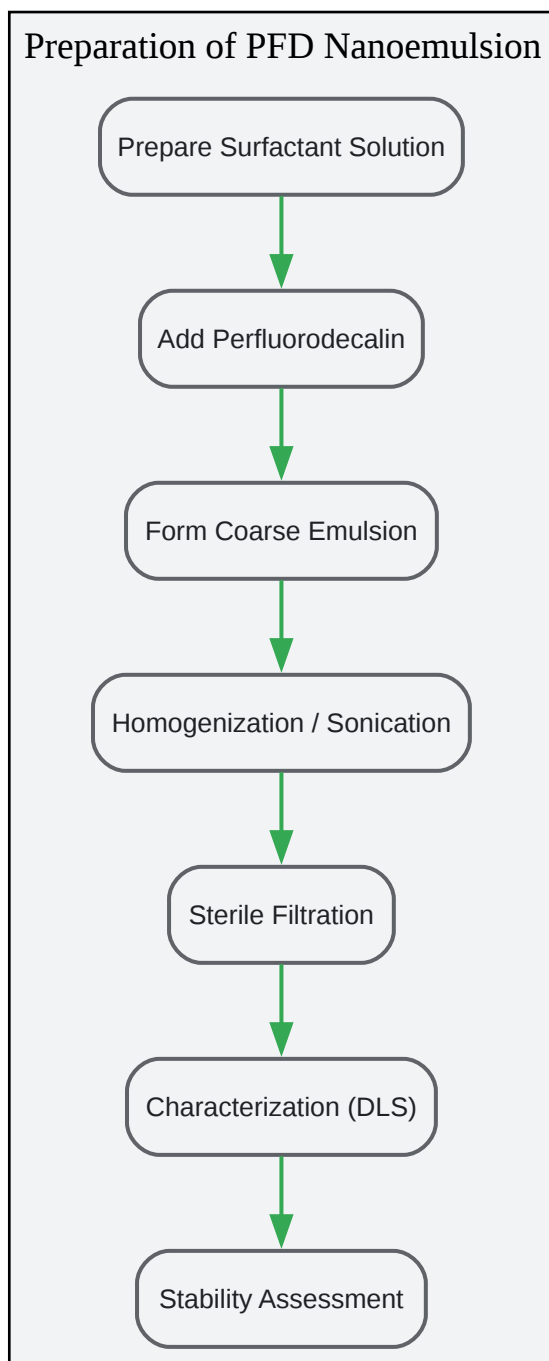 Preparation of PFD Nanoemulsion
Prepare Surfactant Solution
Add Perfluorodecalin
Form Coarse Emulsion
Homogenization / Sonication
Sterile Filtration
Characterization (DLS)
Stability Assessment